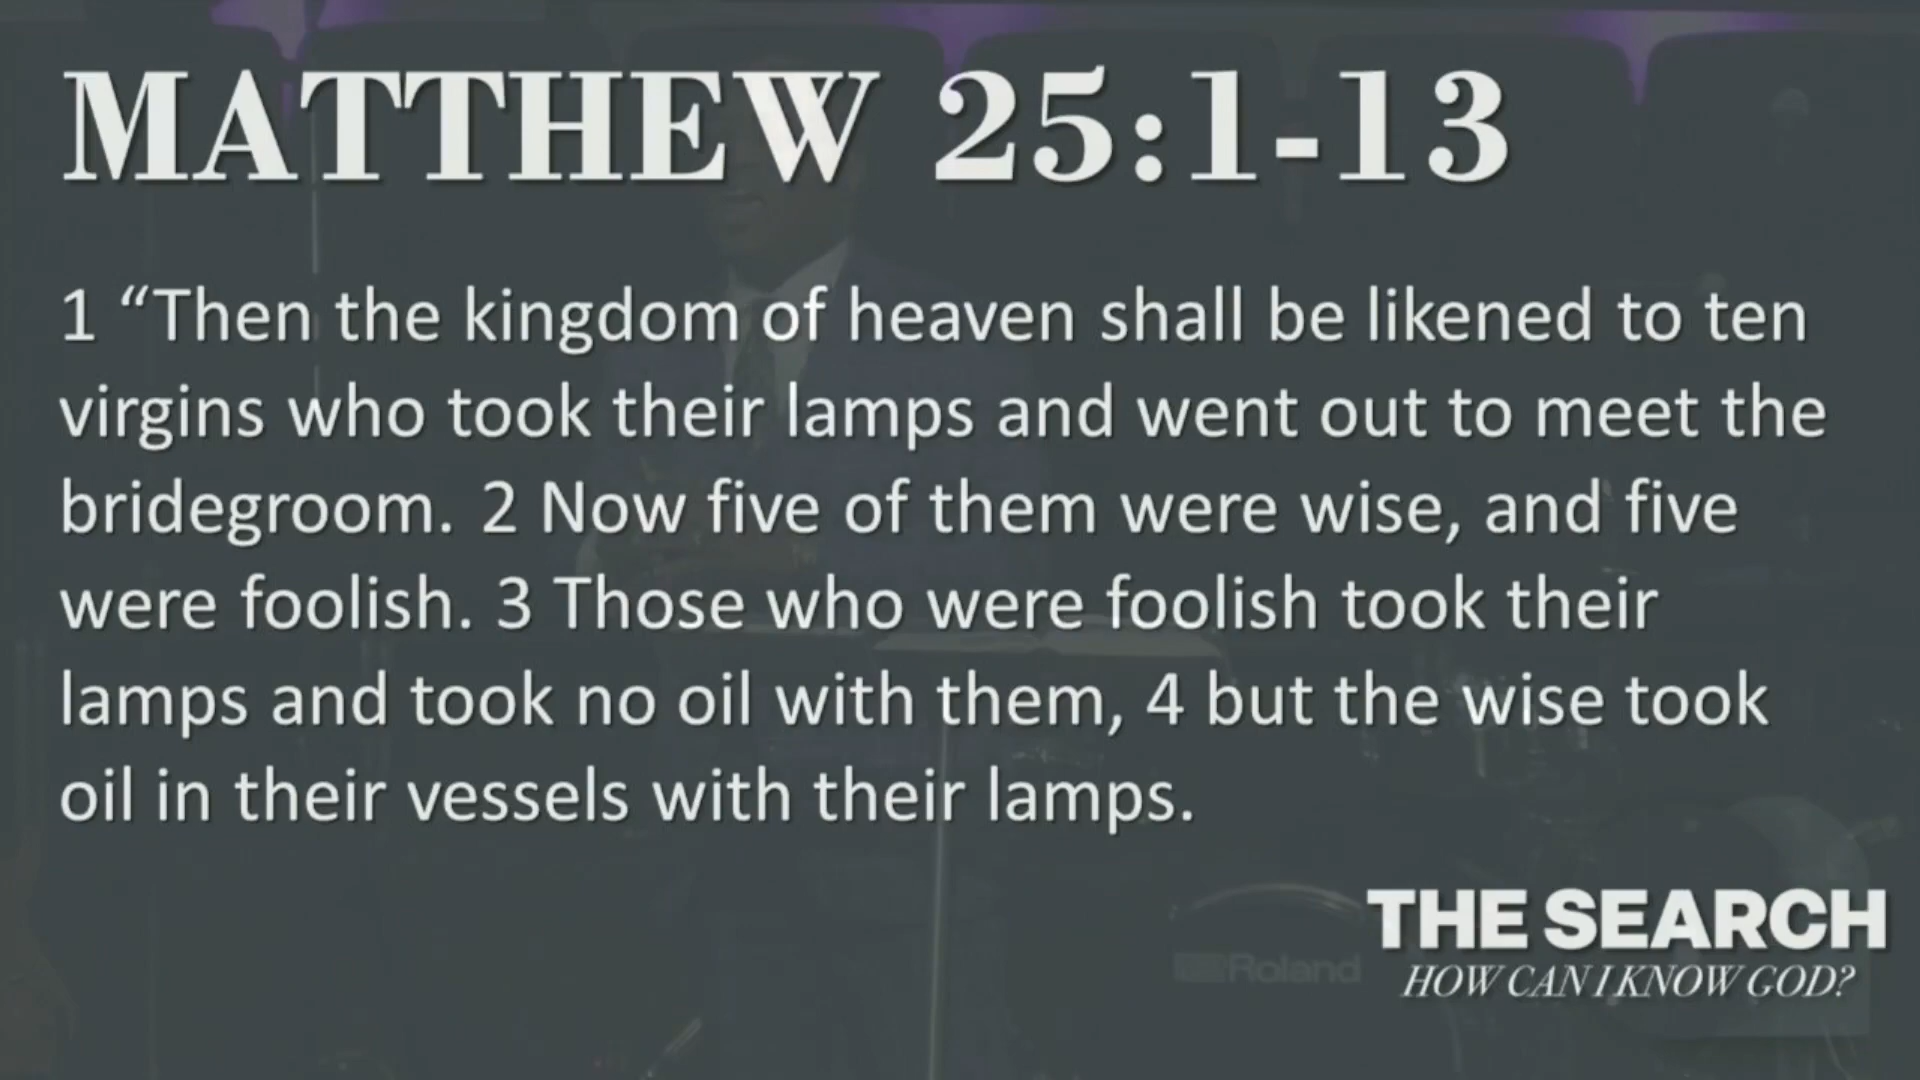 MATTHEW 25:1-13
1 “Then the kingdom of heaven shall be likened to ten
virgins who took their lamps and went out to meet the
bridegroom. 2 Now five of them were wise, and five
were foolish. 3 Those who were foolish took their
lamps and took no oil with them, 4 but the wise took
oil in their vessels with their lamps.
THE SEARCH
HOW CAN I KNOW GOD?
Roland